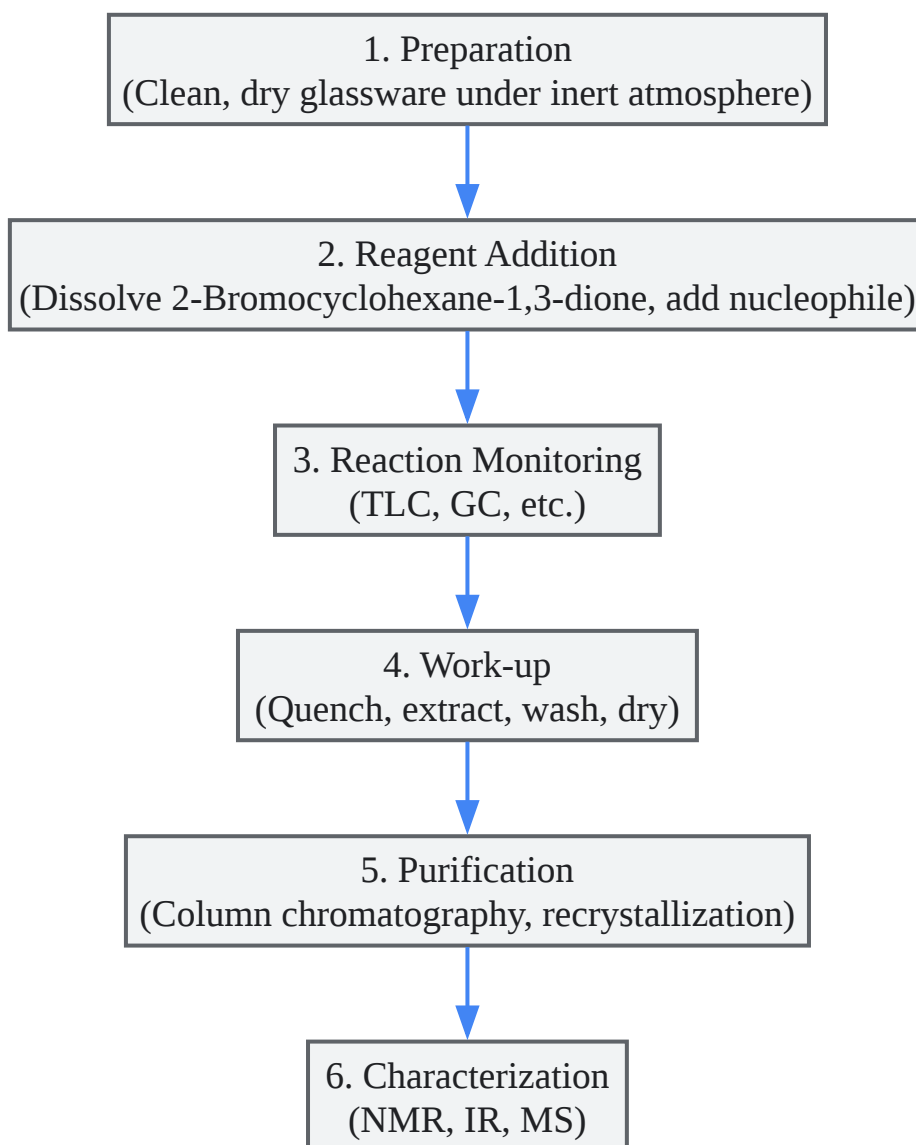 1. Preparation
(Clean, dry glassware under inert atmosphere)
2. Reagent Addition
(Dissolve 2-Bromocyclohexane-1,3-dione, add nucleophile)
3. Reaction Monitoring
(TLC, GC, etc.)
4. Work-up
(Quench, extract, wash, dry)
5. Purification
(Column chromatography, recrystallization)
6. Characterization
(NMR, IR, MS)